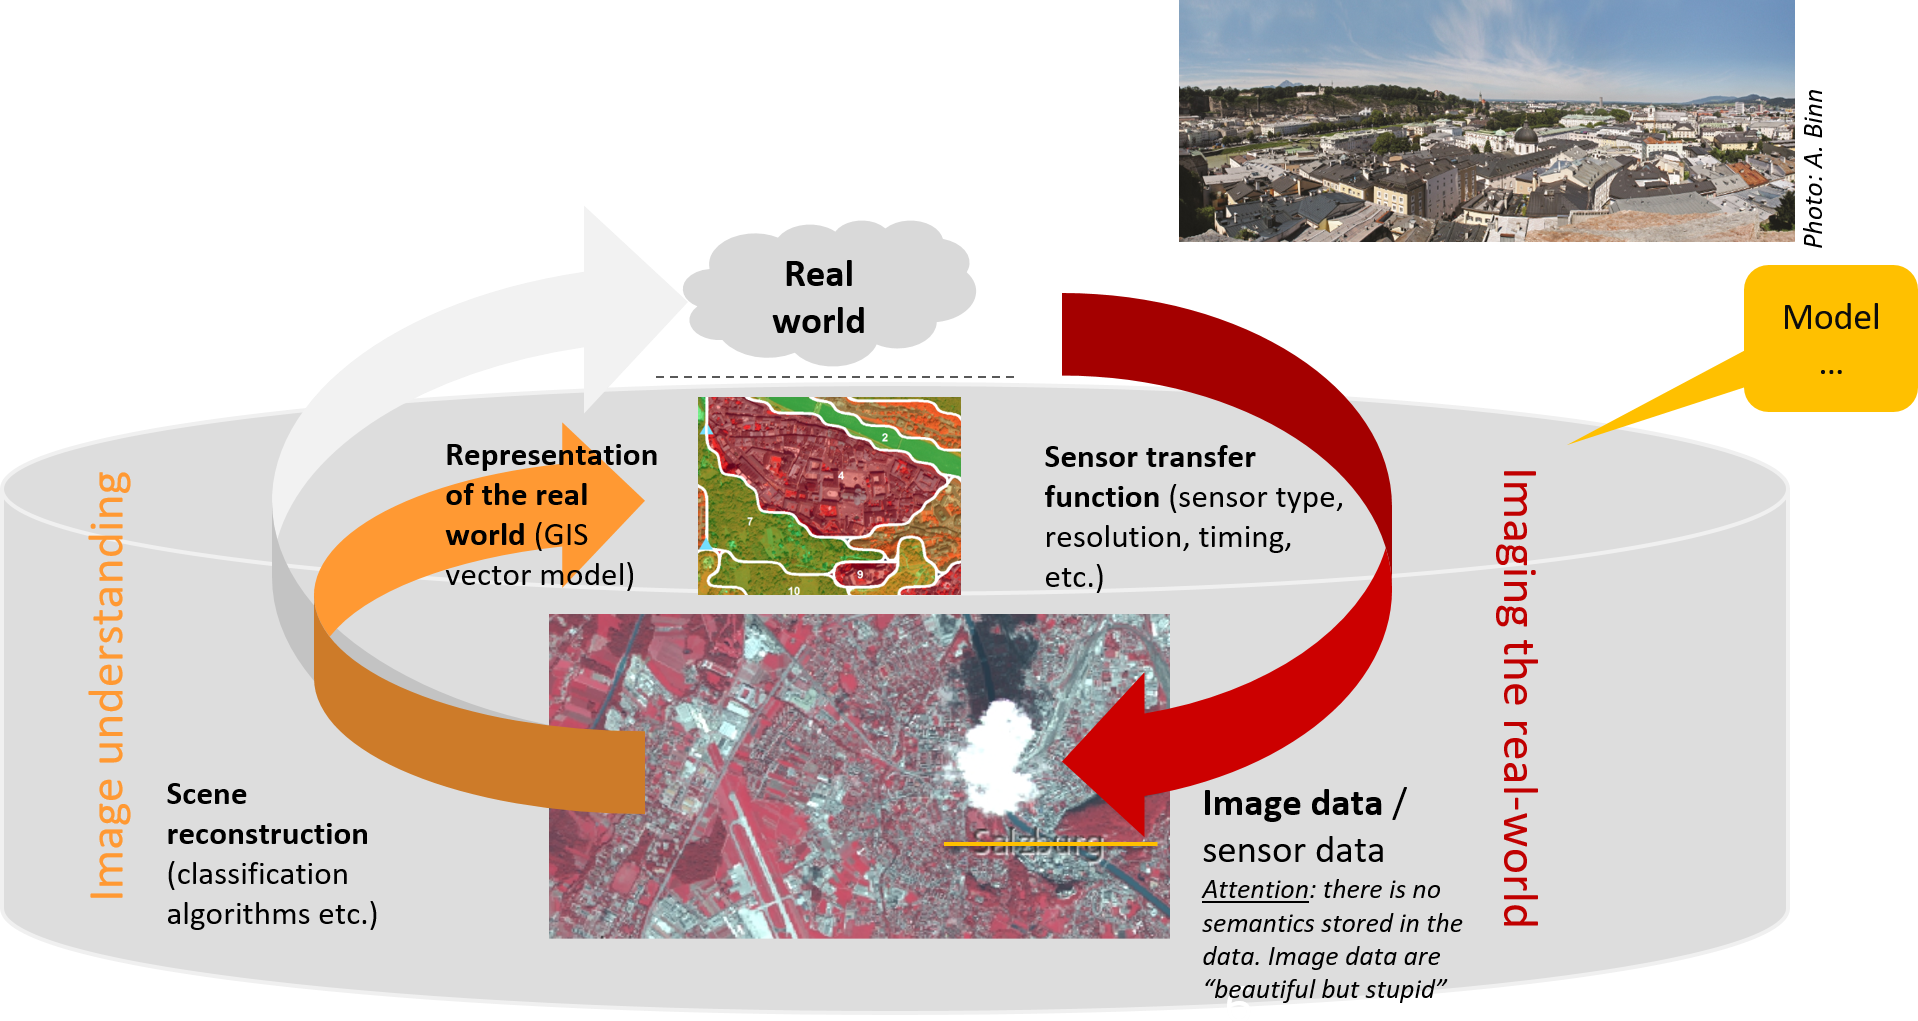 Photo: A. Binn
Real
world
Model
...
Representation
of the real
world (GIS
vector model)
2
4
7
9
10
Sensor transfer
function (sensor type,
resolution, timing,
etc.)
Image understanding
Imaging the real-world
Scene
reconstruction
(classification
algorithms etc.)
Salzburg
Image data /
sensor data
Attention: there is no
semantics stored in the
data. Image data are
“beautiful but stupid”